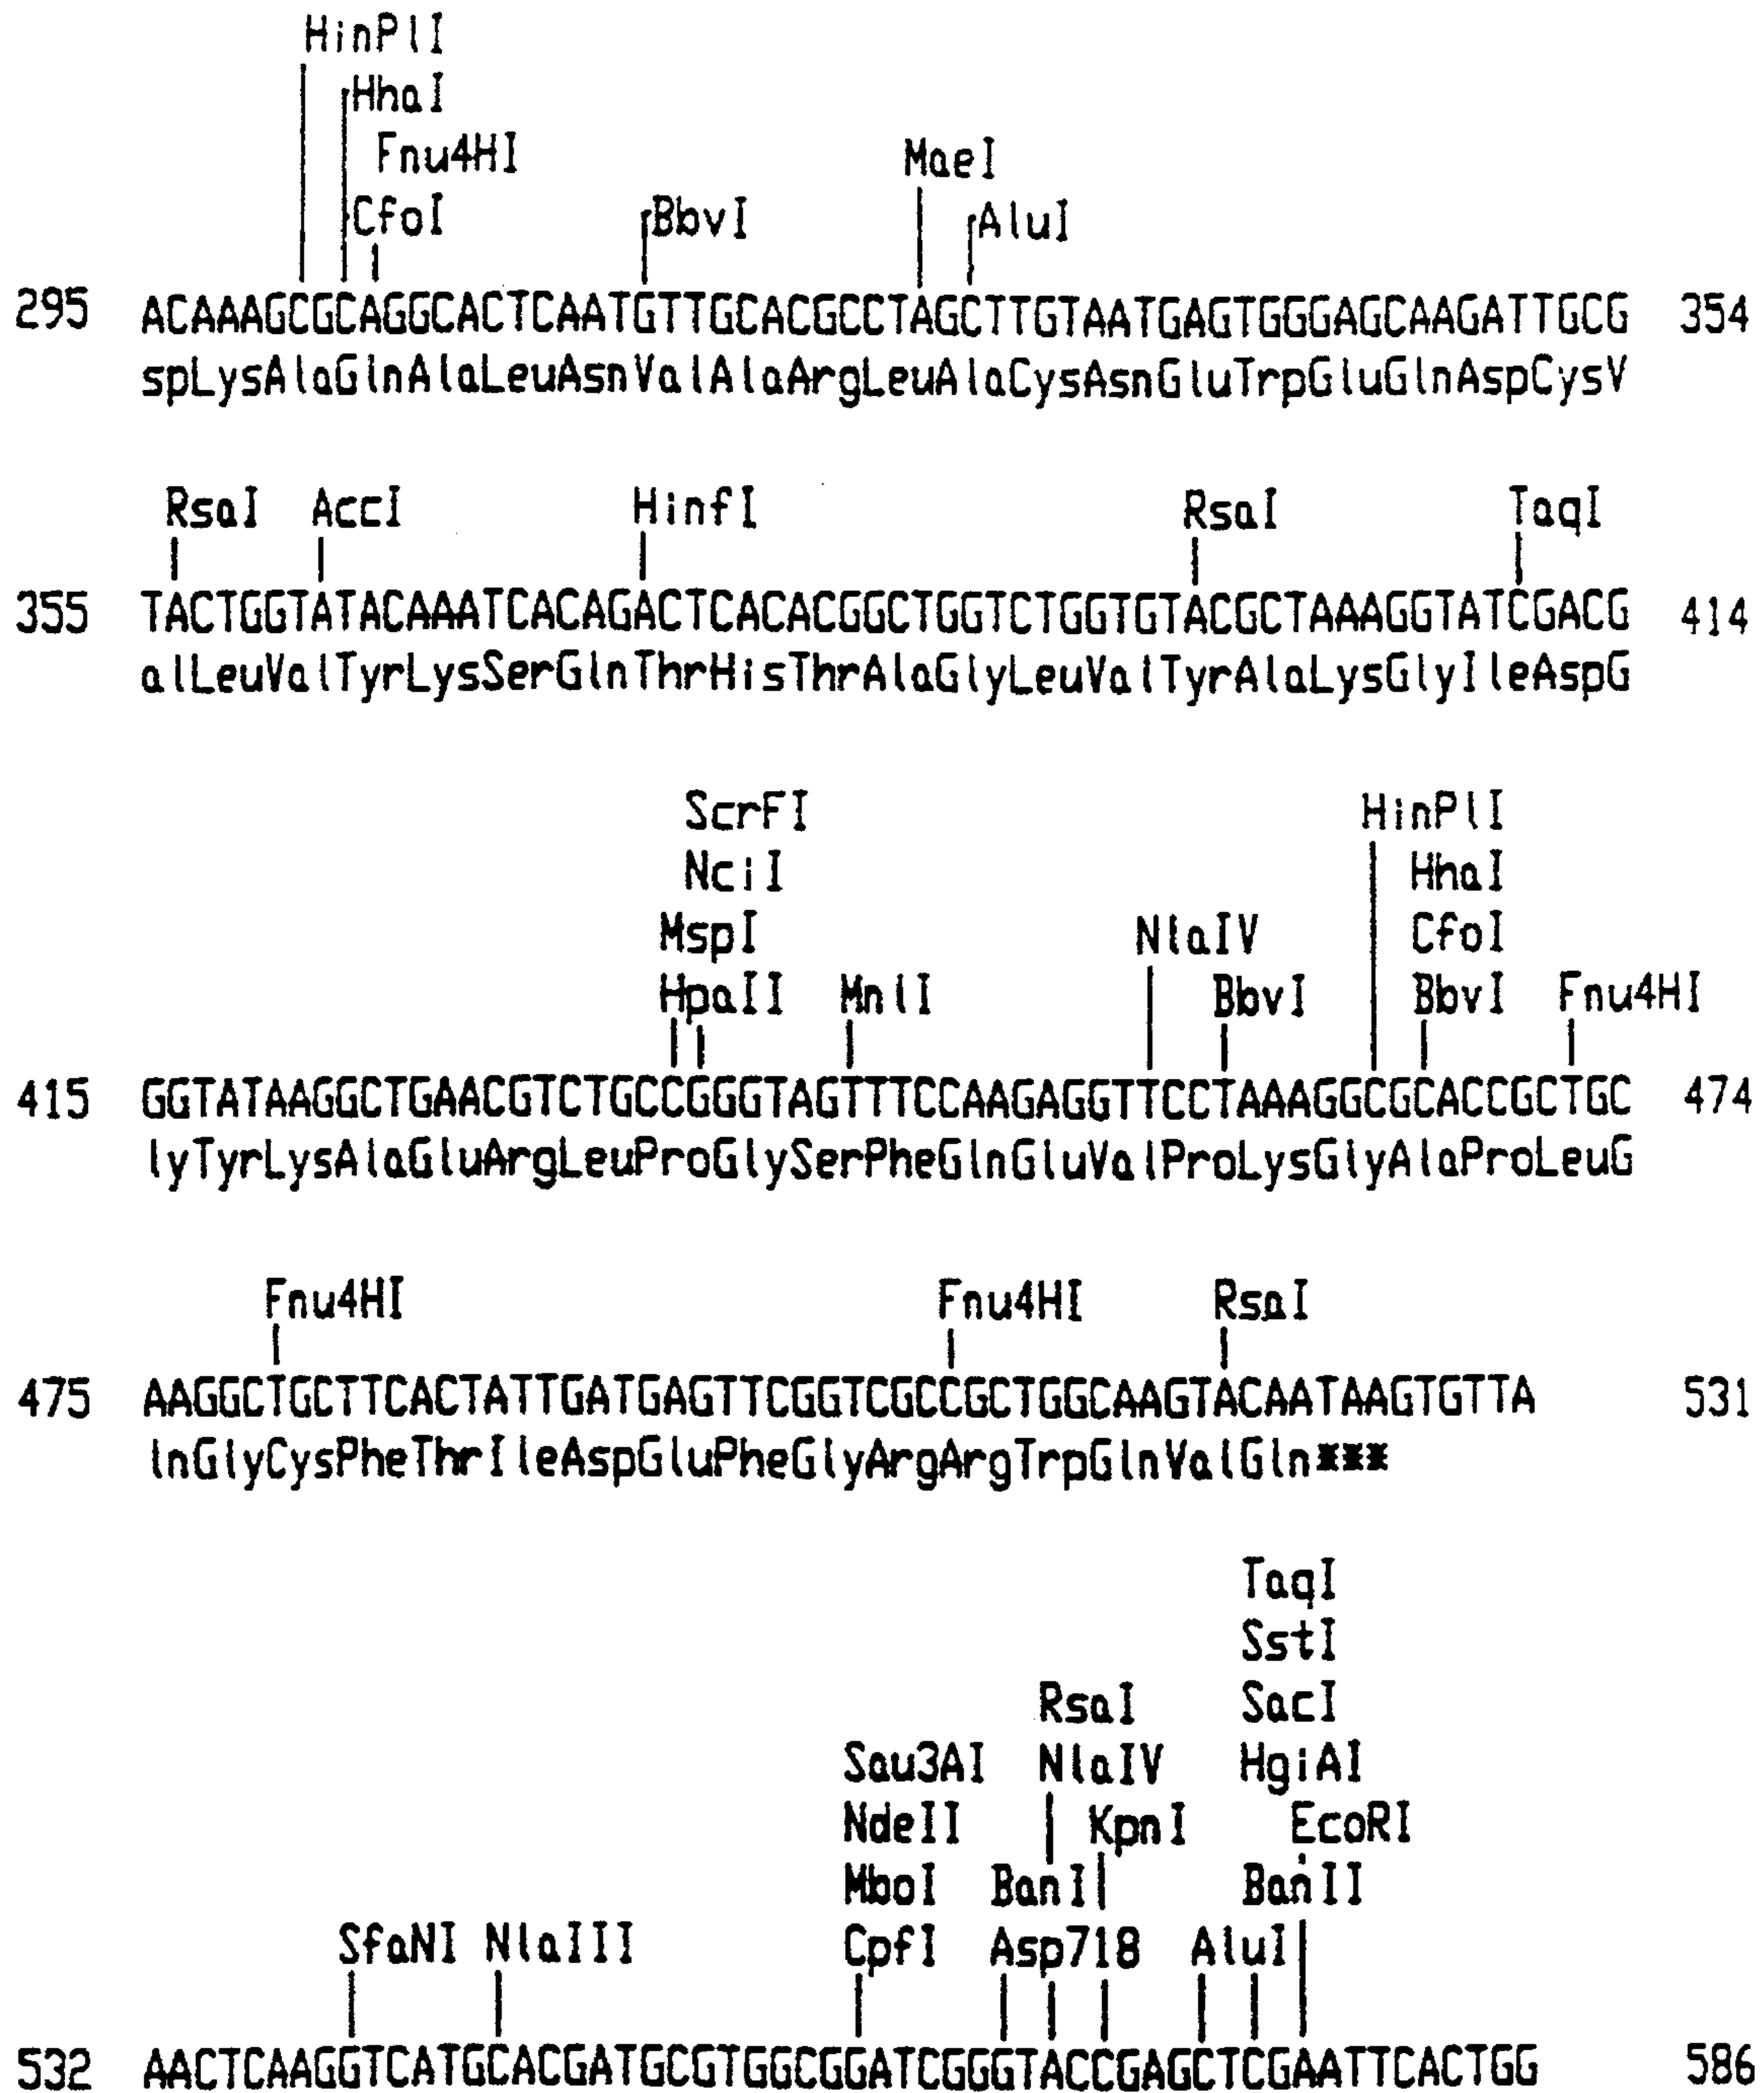 HinPlI
HhaI
Fnu4HI
MaeI
CfoI BbvI AluI
295 ACAAAGCGCAGGCACTCAATGTTGCACGCCTAGCTTGTAATGAGTGGGAGCAAGATTGCG 354
spLysAlaGlnAlaLeuAsnValAlaArgLeuAlaCysAsnGluTrpGluGlnAspCysV
RsaI AccI HinfI RsaI TaqI
355 TACTGGTATACAAATCACAGACTCACACGGCTGGTCTGGTGTACGCTAAAGGTATCGACG 414
alLeuValTyrLysSerGlnThrHisThrAlaGlyLeuValTyrAlaLysGlyIleAspG
ScrFI HinPlI
NciI HhaI
MspI NlaIV CfoI
HpaII MnlI BbvI BbvI Fnu4HI
415 GGTATAAGGCTGAACGTCTGCCGGGTAGTTTCCAAGAGGTTCCTAAAGGCGCACCGCTGC 474
lyTyrLysAlaGluArgLeuProGlySerPheGlnGluValProLysGlyAlaProLeuG
Fnu4HI Fnu4HI RsaI
475 AAGGCTGCTTCACTATTGATGAGTTCGGTCGCCGCTGGCAAGTACAATAAGTGTTA 531
lnGlyCysPheThrIleAspGluPheGlyArgArgTrpGlnValGln***
TaqI
SstI
RsaI SacI
Sau3AI NlaIV HgiAI
NdeII KpnI EcoRI
MboI BanI BanII
SfaNI NlaIII CpfI Asp718 AluI
532 AACTCAAGGTCATGCACGATGCGTGGCGGATCGGGTACCGAGCTCGAATTCACTGG 586